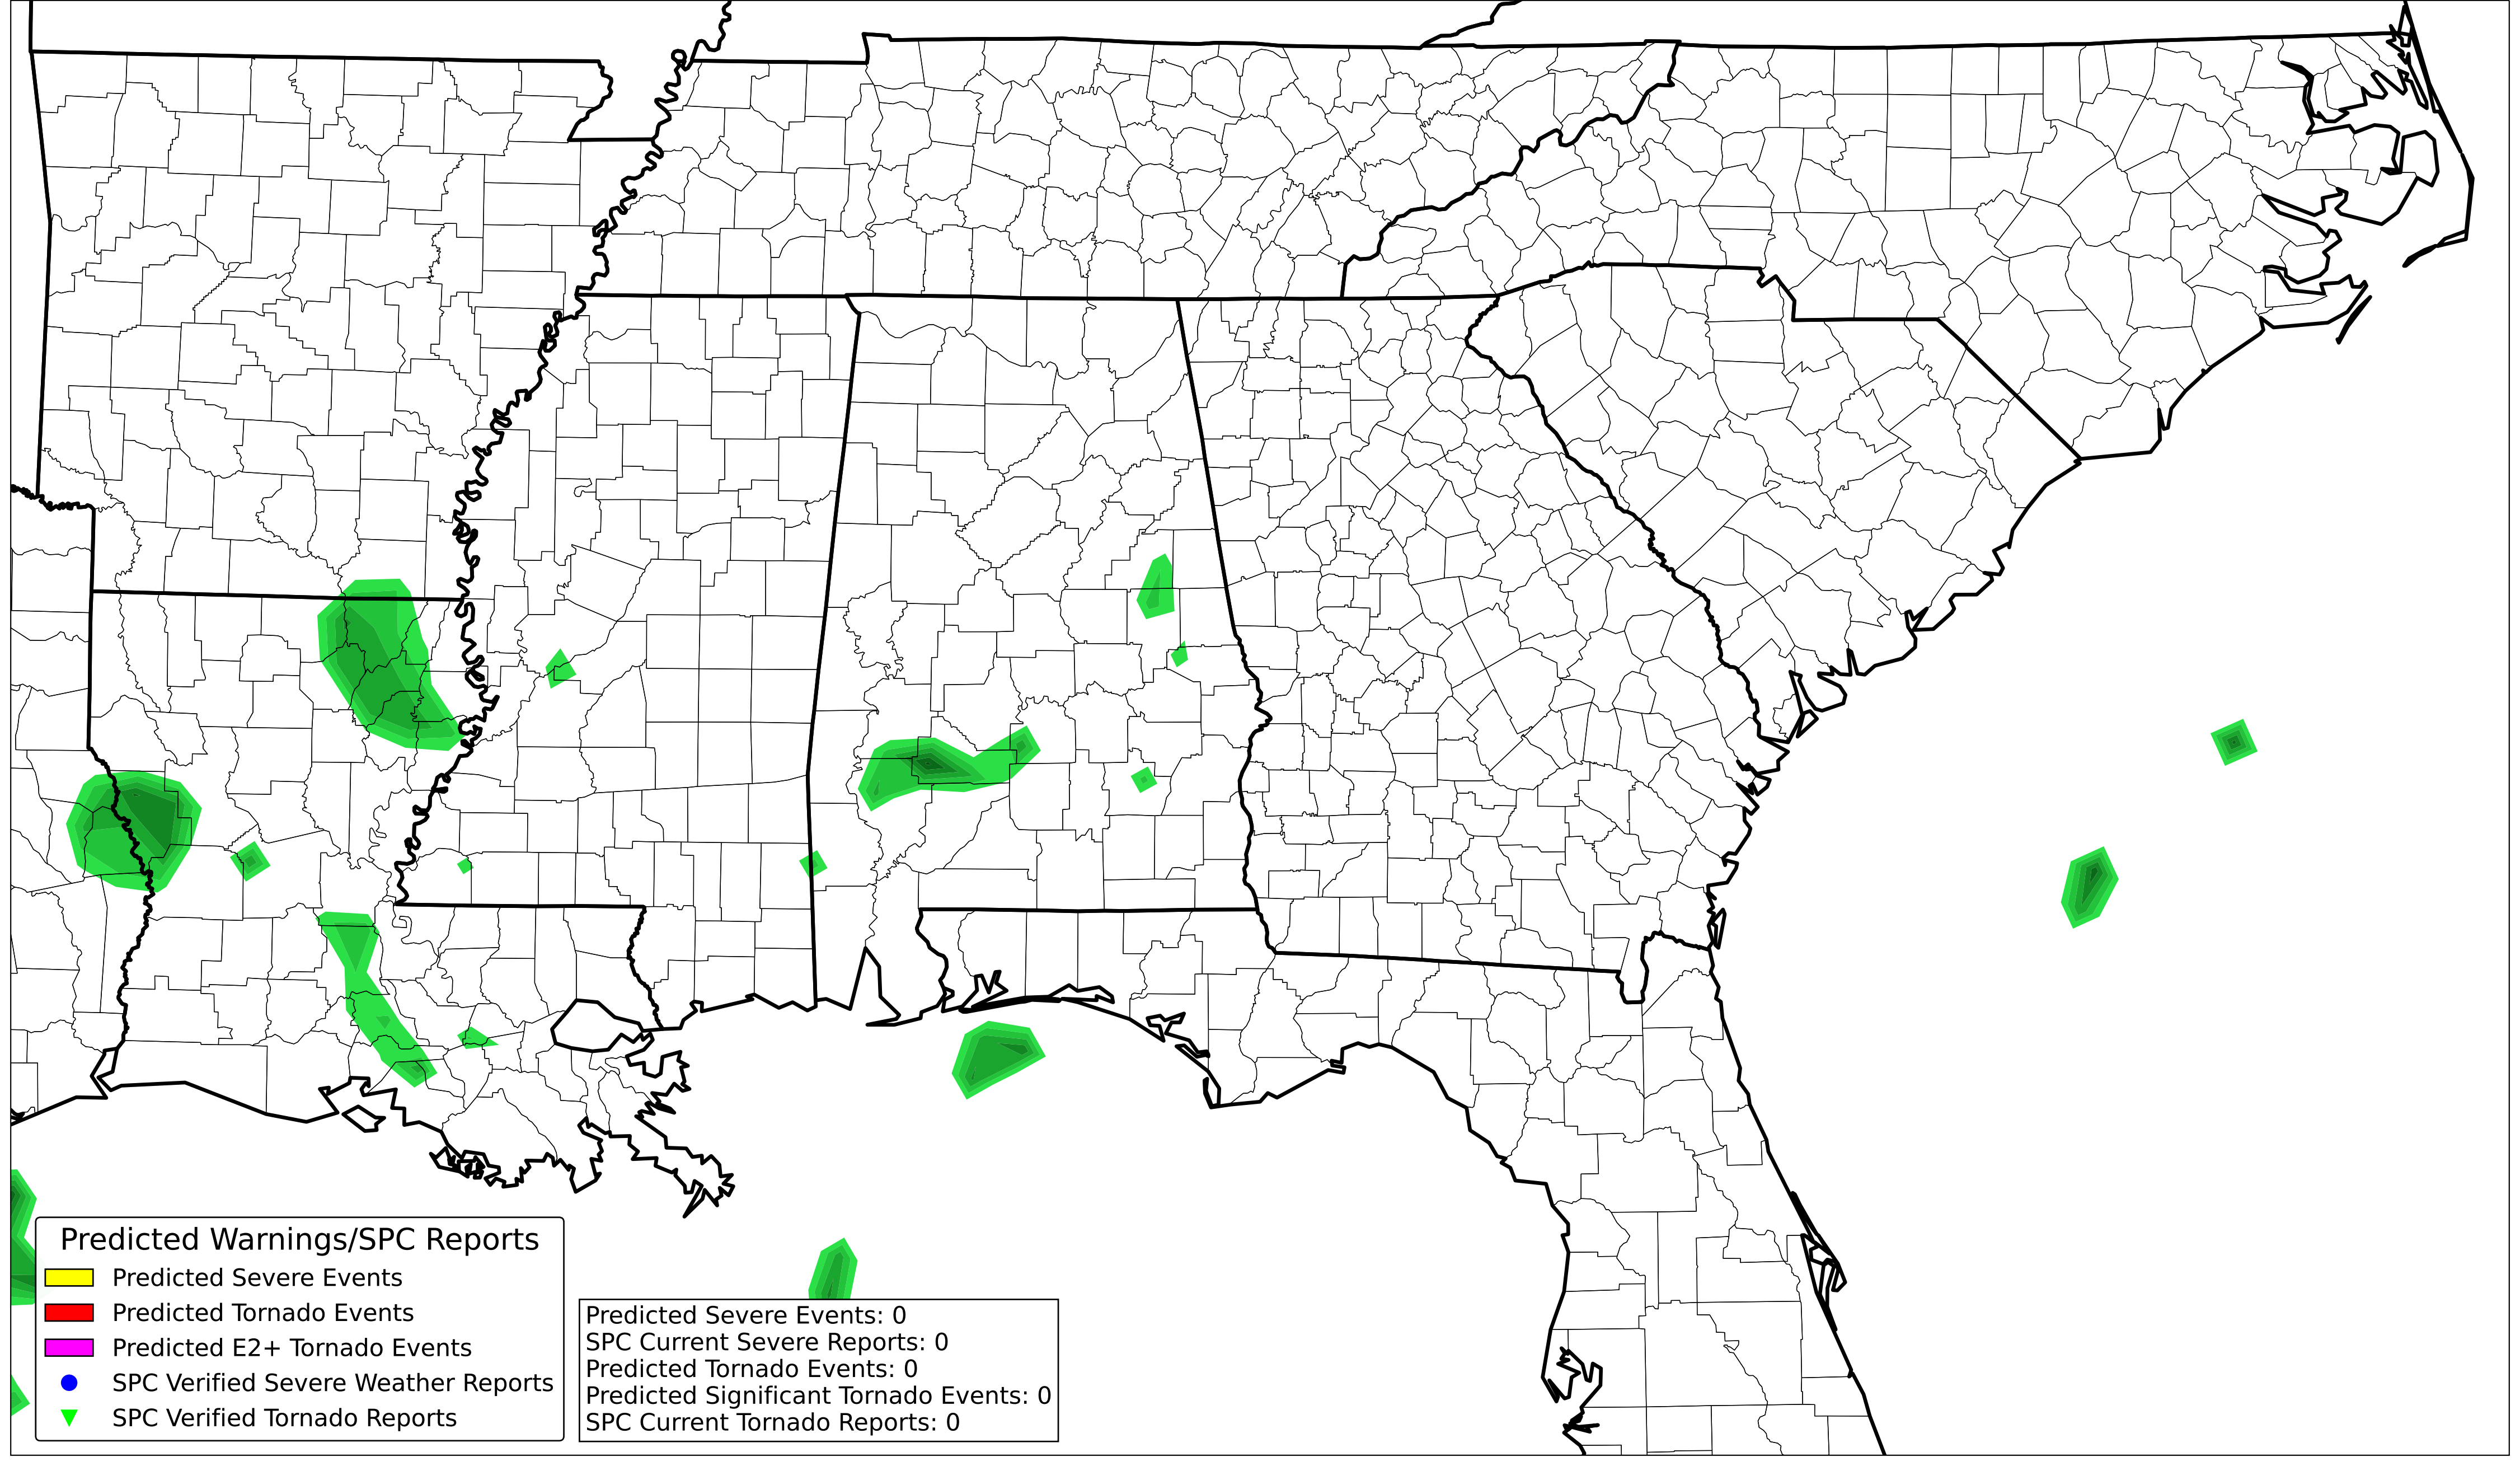 Predicted Warnings/SPC Reports
Predicted Severe Events
Predicted Tornado Events
Predicted E2+ Tornado Events
SPC Verified Severe Weather Reports
SPC Verified Tornado Reports
Predicted Severe Events: 0
SPC Current Severe Reports: 0
Predicted Tornado Events: 0
Predicted Significant Tornado Events: 0
SPC Current Tornado Reports: 0